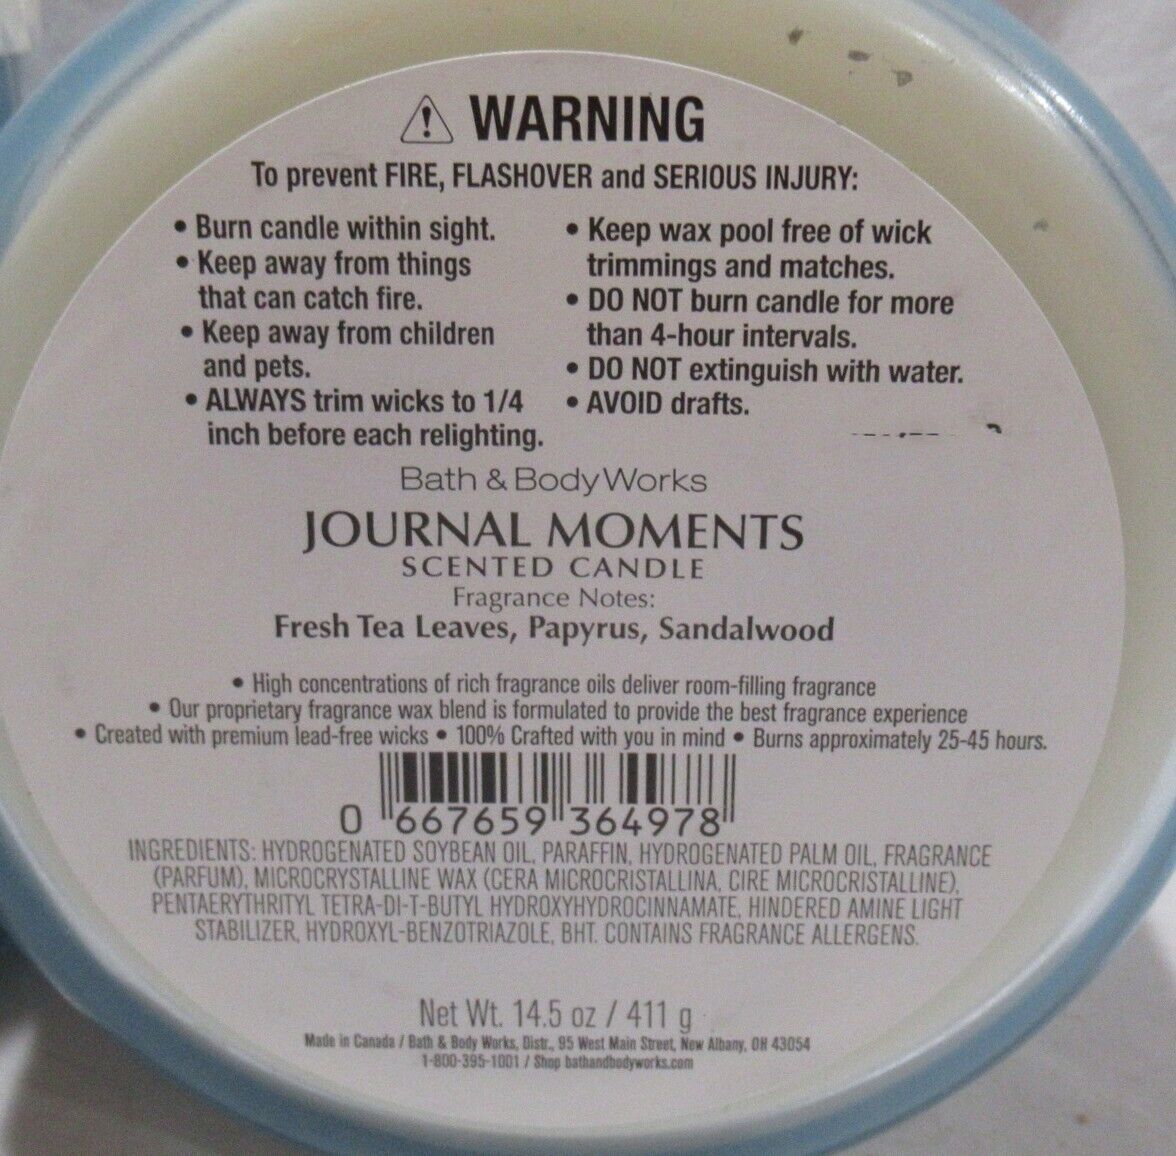 WARNING
To prevent FIRE, FLASHOVER and SERIOUS INJURY:
• Burn candle within sight.
• Keep away from things
that can catch fire.
• Keep away from children
and pets.
• ALWAYS trim wicks to 1/4
inch before each relighting.
• Keep wax pool free of wick
trimmings and matches.
• DO NOT burn candle for more
than 4-hour intervals.
• DO NOT extinguish with water.
• AVOID drafts.
Bath & Body Works
JOURNAL MOMENTS
SCENTED CANDLE
Fragrance Notes:
Fresh Tea Leaves, Papyrus, Sandalwood
• High concentrations of rich fragrance oils deliver room-filling fragrance
• Our proprietary fragrance wax blend is formulated to provide the best fragrance experience
• Created with premium lead-free wicks • 100% Crafted with you in mind • Burns approximately 25-45 hours.
0 667659 364978
INGREDIENTS: HYDROGENATED SOYBEAN OIL, PARAFFIN, HYDROGENATED PALM OIL, FRAGRANCE
(PARFUM), MICROCRYSTALLINE WAX (CERA MICROCRISTALLINA, CIRE MICROCRISTALLINE),
PENTAERYTHRITYL TETRA-DI-T-BUTYL HYDROXYHYDROCINNAMATE, HINDERED AMINE LIGHT
STABILIZER, HYDROXYL-BENZOTRIAZOLE, BHT. CONTAINS FRAGRANCE ALLERGENS.
Net Wt. 14.5 oz / 411 g
Made in Canada / Bath & Body Works, Distr., 95 West Main Street, New Albany, OH 43054
1-800-395-1001 / Shop bathandbodyworks.com